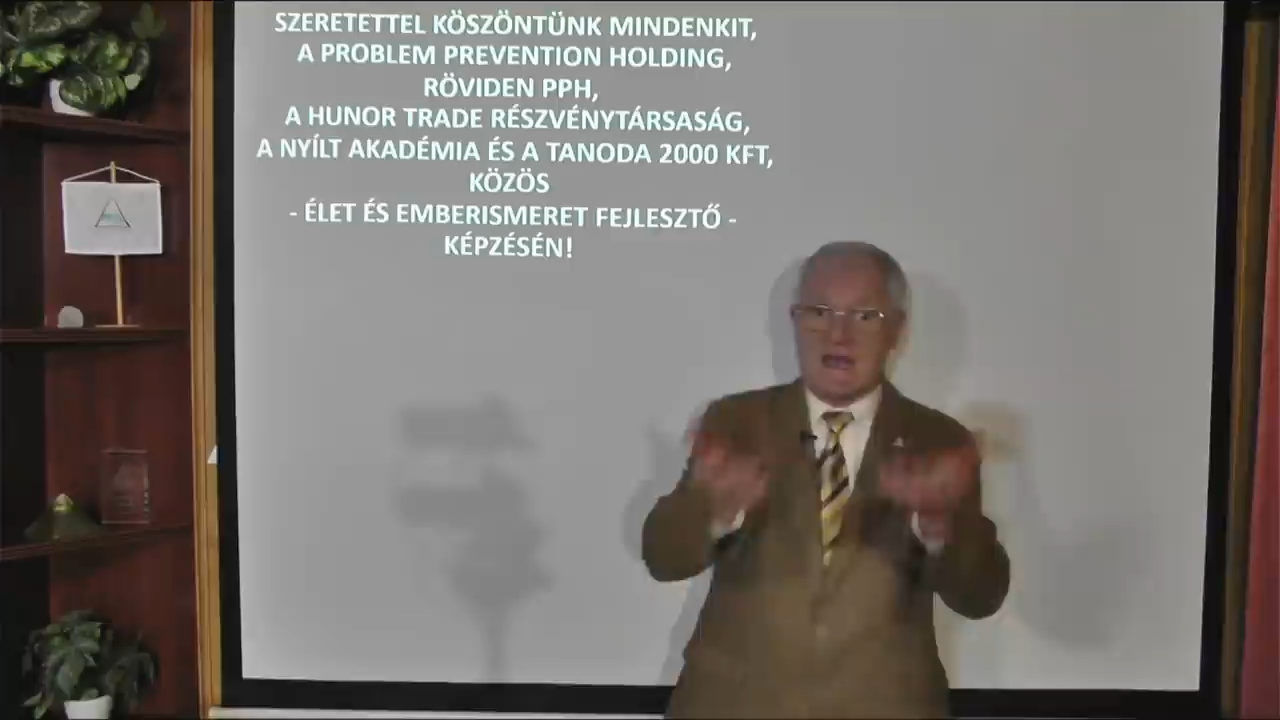 SZERETETTEL KÖSZÖNTÜNK MINDENKIT,
A PROBLEM PREVENTION HOLDING,
RÖVIDEN PPH,
A HUNOR TRADE RÉSZVÉNYTÁRSASÁG,
A NYÍLT AKADÉMIA ÉS A TANODA 2000 KFT,
KÖZÖS
- ÉLET ÉS EMBERISMERET FEJLESZTŐ -
KÉPZÉSÉN!